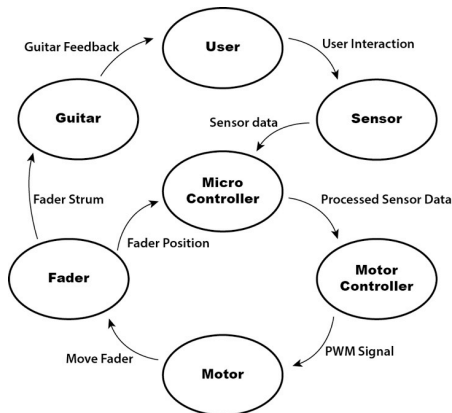 User
Guitar Feedback
User Interaction
Guitar
Sensor
Sensor data
Micro
Controller
Fader Strum
Processed Sensor Data
Fader Position
Fader
Motor
Controller
Move Fader
PWM Signal
Motor